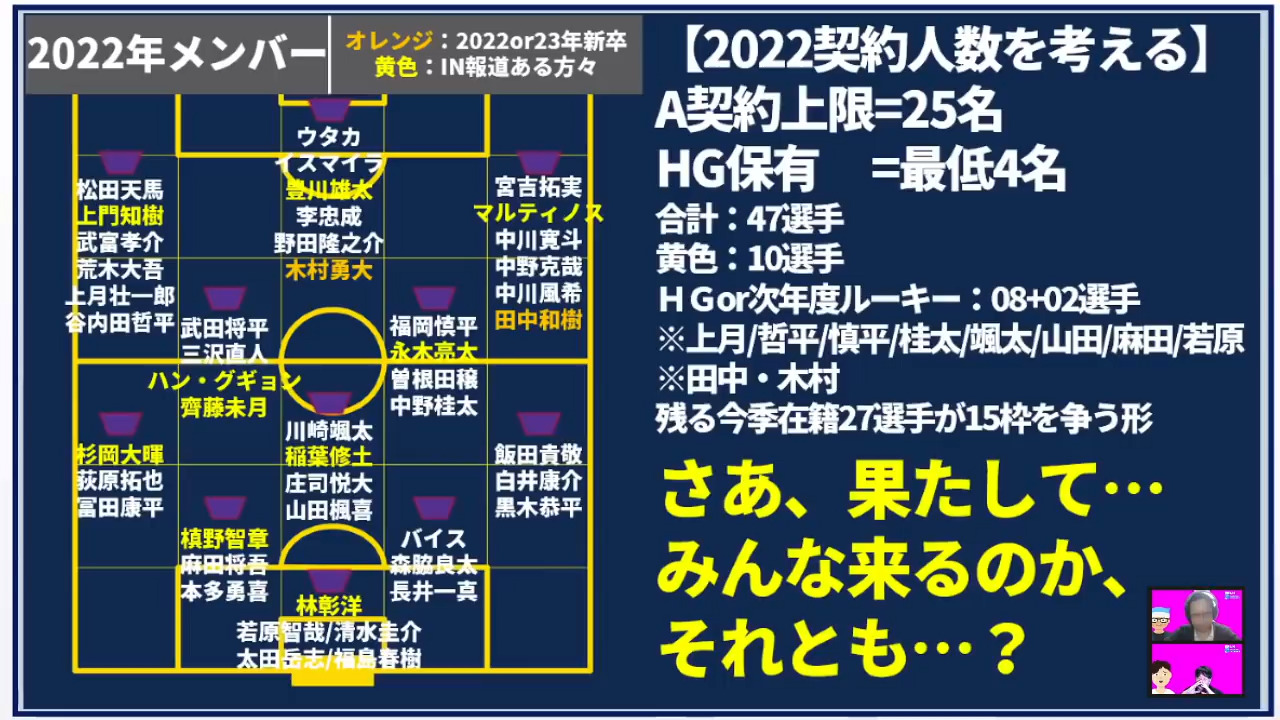 2022年メンバー
オレンジ：2022or23年新卒
黄色：IN報道ある方々
ウタカ
イスマイラ
豊川雄太
李忠成
野田隆之介
木村勇大
松田天馬
上門知樹
武富孝介
荒木大吾
上月壮一郎
谷内田哲平
宮吉拓実
マルティノス
中川寛斗
中野克哉
中川風希
田中和樹
武田将平
三沢直人
ハン・グギョン
齊藤未月
福岡慎平
永木亮太
曽根田穣
中野桂太
川崎颯太
稲葉修土
庄司悦大
山田楓喜
杉岡大暉
荻原拓也
冨田康平
飯田貴敬
白井康介
黒木恭平
槙野智章
麻田将吾
本多勇喜
バイス
森脇良太
長井一真
林彰洋
若原智哉/清水圭介
太田岳志/福島春樹
【2022契約人数を考える】
A契約上限=25名
HG保有　=最低4名
合計：47選手
黄色：10選手
ＨＧor次年度ルーキー：08+02選手
※上月/哲平/慎平/桂太/颯太/山田/麻田/若原
※田中・木村
残る今季在籍27選手が15枠を争う形
さあ、果たして…
みんな来るのか、
それとも…？